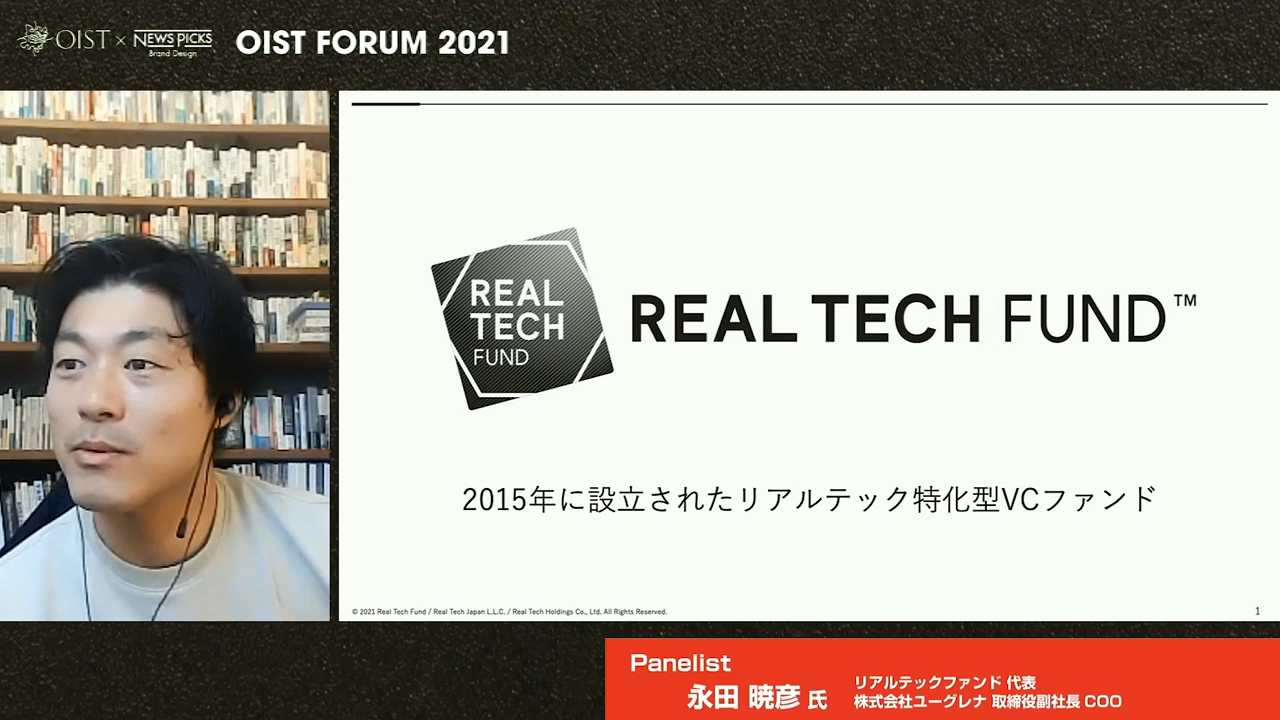 OIST × NEWS PICKS
Brand Design
OIST FORUM 2021
REAL
TECH
FUND
REAL TECH FUND™
2015年に設立されたリアルテック特化型VCファンド
© 2021 Real Tech Fund / Real Tech Japan L.L.C. / Real Tech Holdings Co., Ltd. All Rights Reserved.
1
Panelist
永田 暁彦 氏
リアルテックファンド 代表
株式会社ユーグレナ 取締役副社長 COO